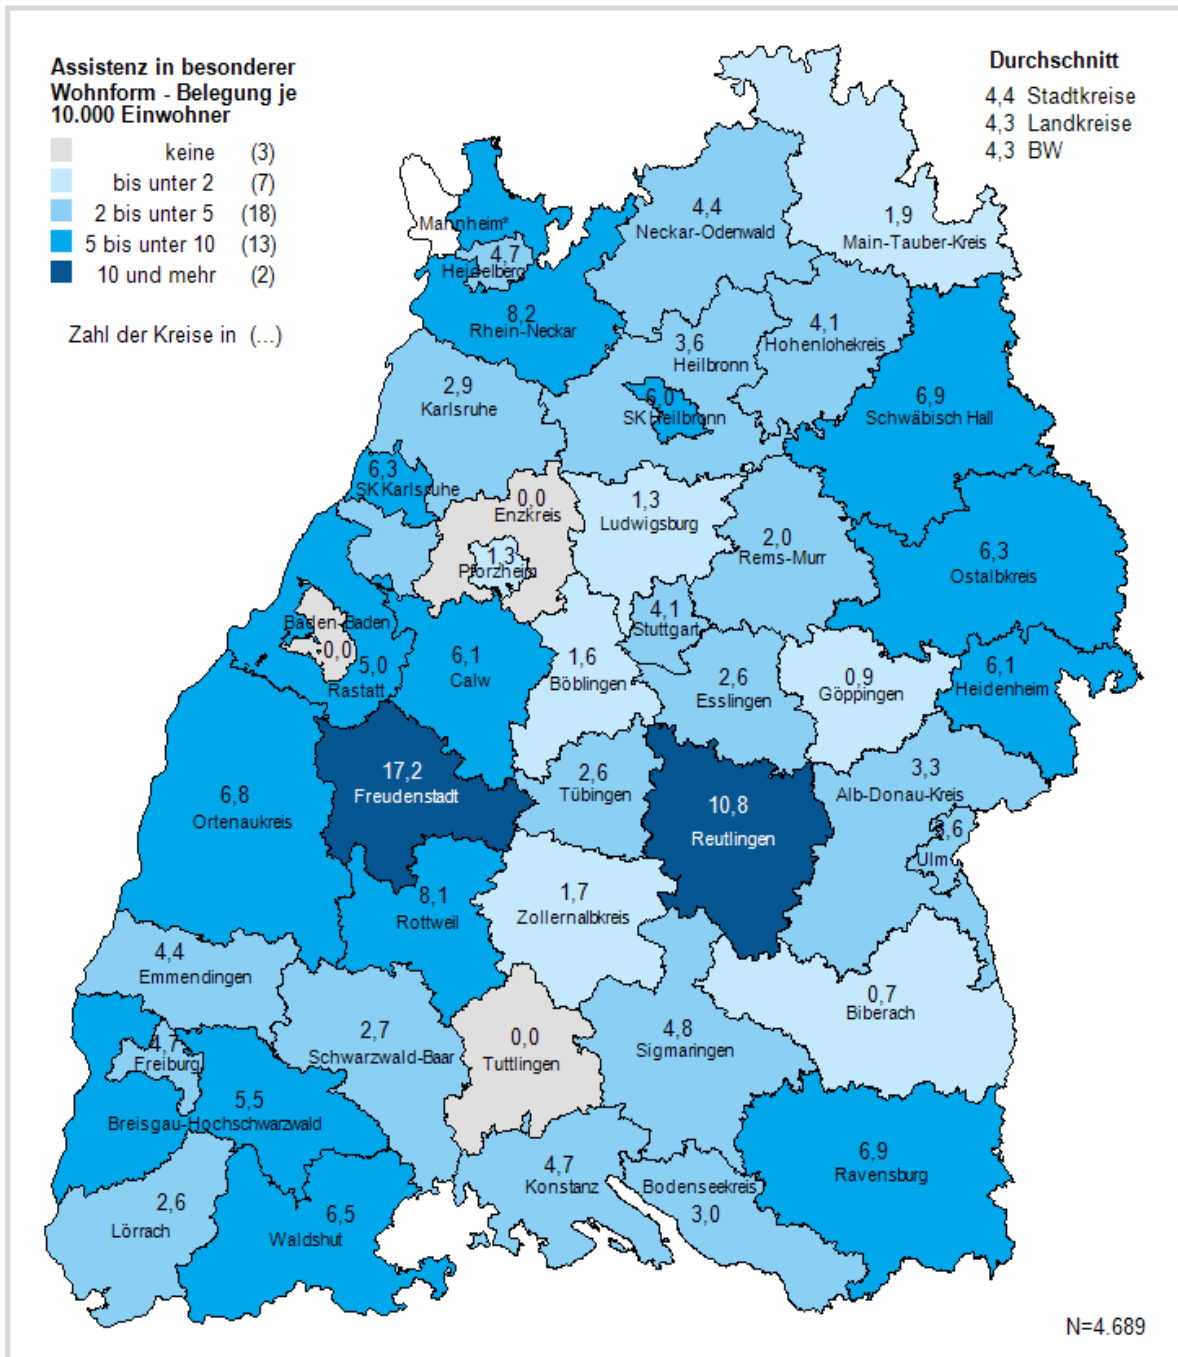 Assistenz in besonderer
Wohnform - Belegung je
10.000 Einwohner
keine (3)
bis unter 2 (7)
2 bis unter 5 (18)
5 bis unter 10 (13)
10 und mehr (2)
Zahl der Kreise in (...)
Durchschnitt
4,4 Stadtkreise
4,3 Landkreise
4,3 BW
4,4
Neckar-Odenwald
1,9
Main-Tauber-Kreis
Mahnheim*
4,7
Heidelberg
8,2
Rhein-Neckar
3,6
Heilbronn
4,1
Hohenlohekreis
2,9
Karlsruhe
6,0
SK Heilbronn
6,9
Schwäbisch Hall
6,3
SK Karlsruhe
0,0
Enzkreis
1,3
Ludwigsburg
2,0
Rems-Murr
6,3
Ostalbkreis
1,3
Pforzheim
4,1
Stuttgart
Baden-Baden
0,0
5,0
Rastatt
6,1
Calw
1,6
Böblingen
2,6
Esslingen
0,9
Göppingen
6,1
Heidenheim
17,2
Freudenstadt
2,6
Tübingen
10,8
Reutlingen
3,3
Alb-Donau-Kreis
6,8
Ortenaukreis
3,6
Ulm
8,1
Rottweil
1,7
Zollernalbkreis
4,4
Emmendingen
0,7
Biberach
2,7
Schwarzwald-Baar
0,0
Tuttlingen
4,8
Sigmaringen
4,7
Freiburg
5,5
Breisgau-Hochschwarzwald
6,9
Ravensburg
4,7
Konstanz
Bodenseekreis
3,0
2,6
Lörrach
6,5
Waldshut
N=4.689